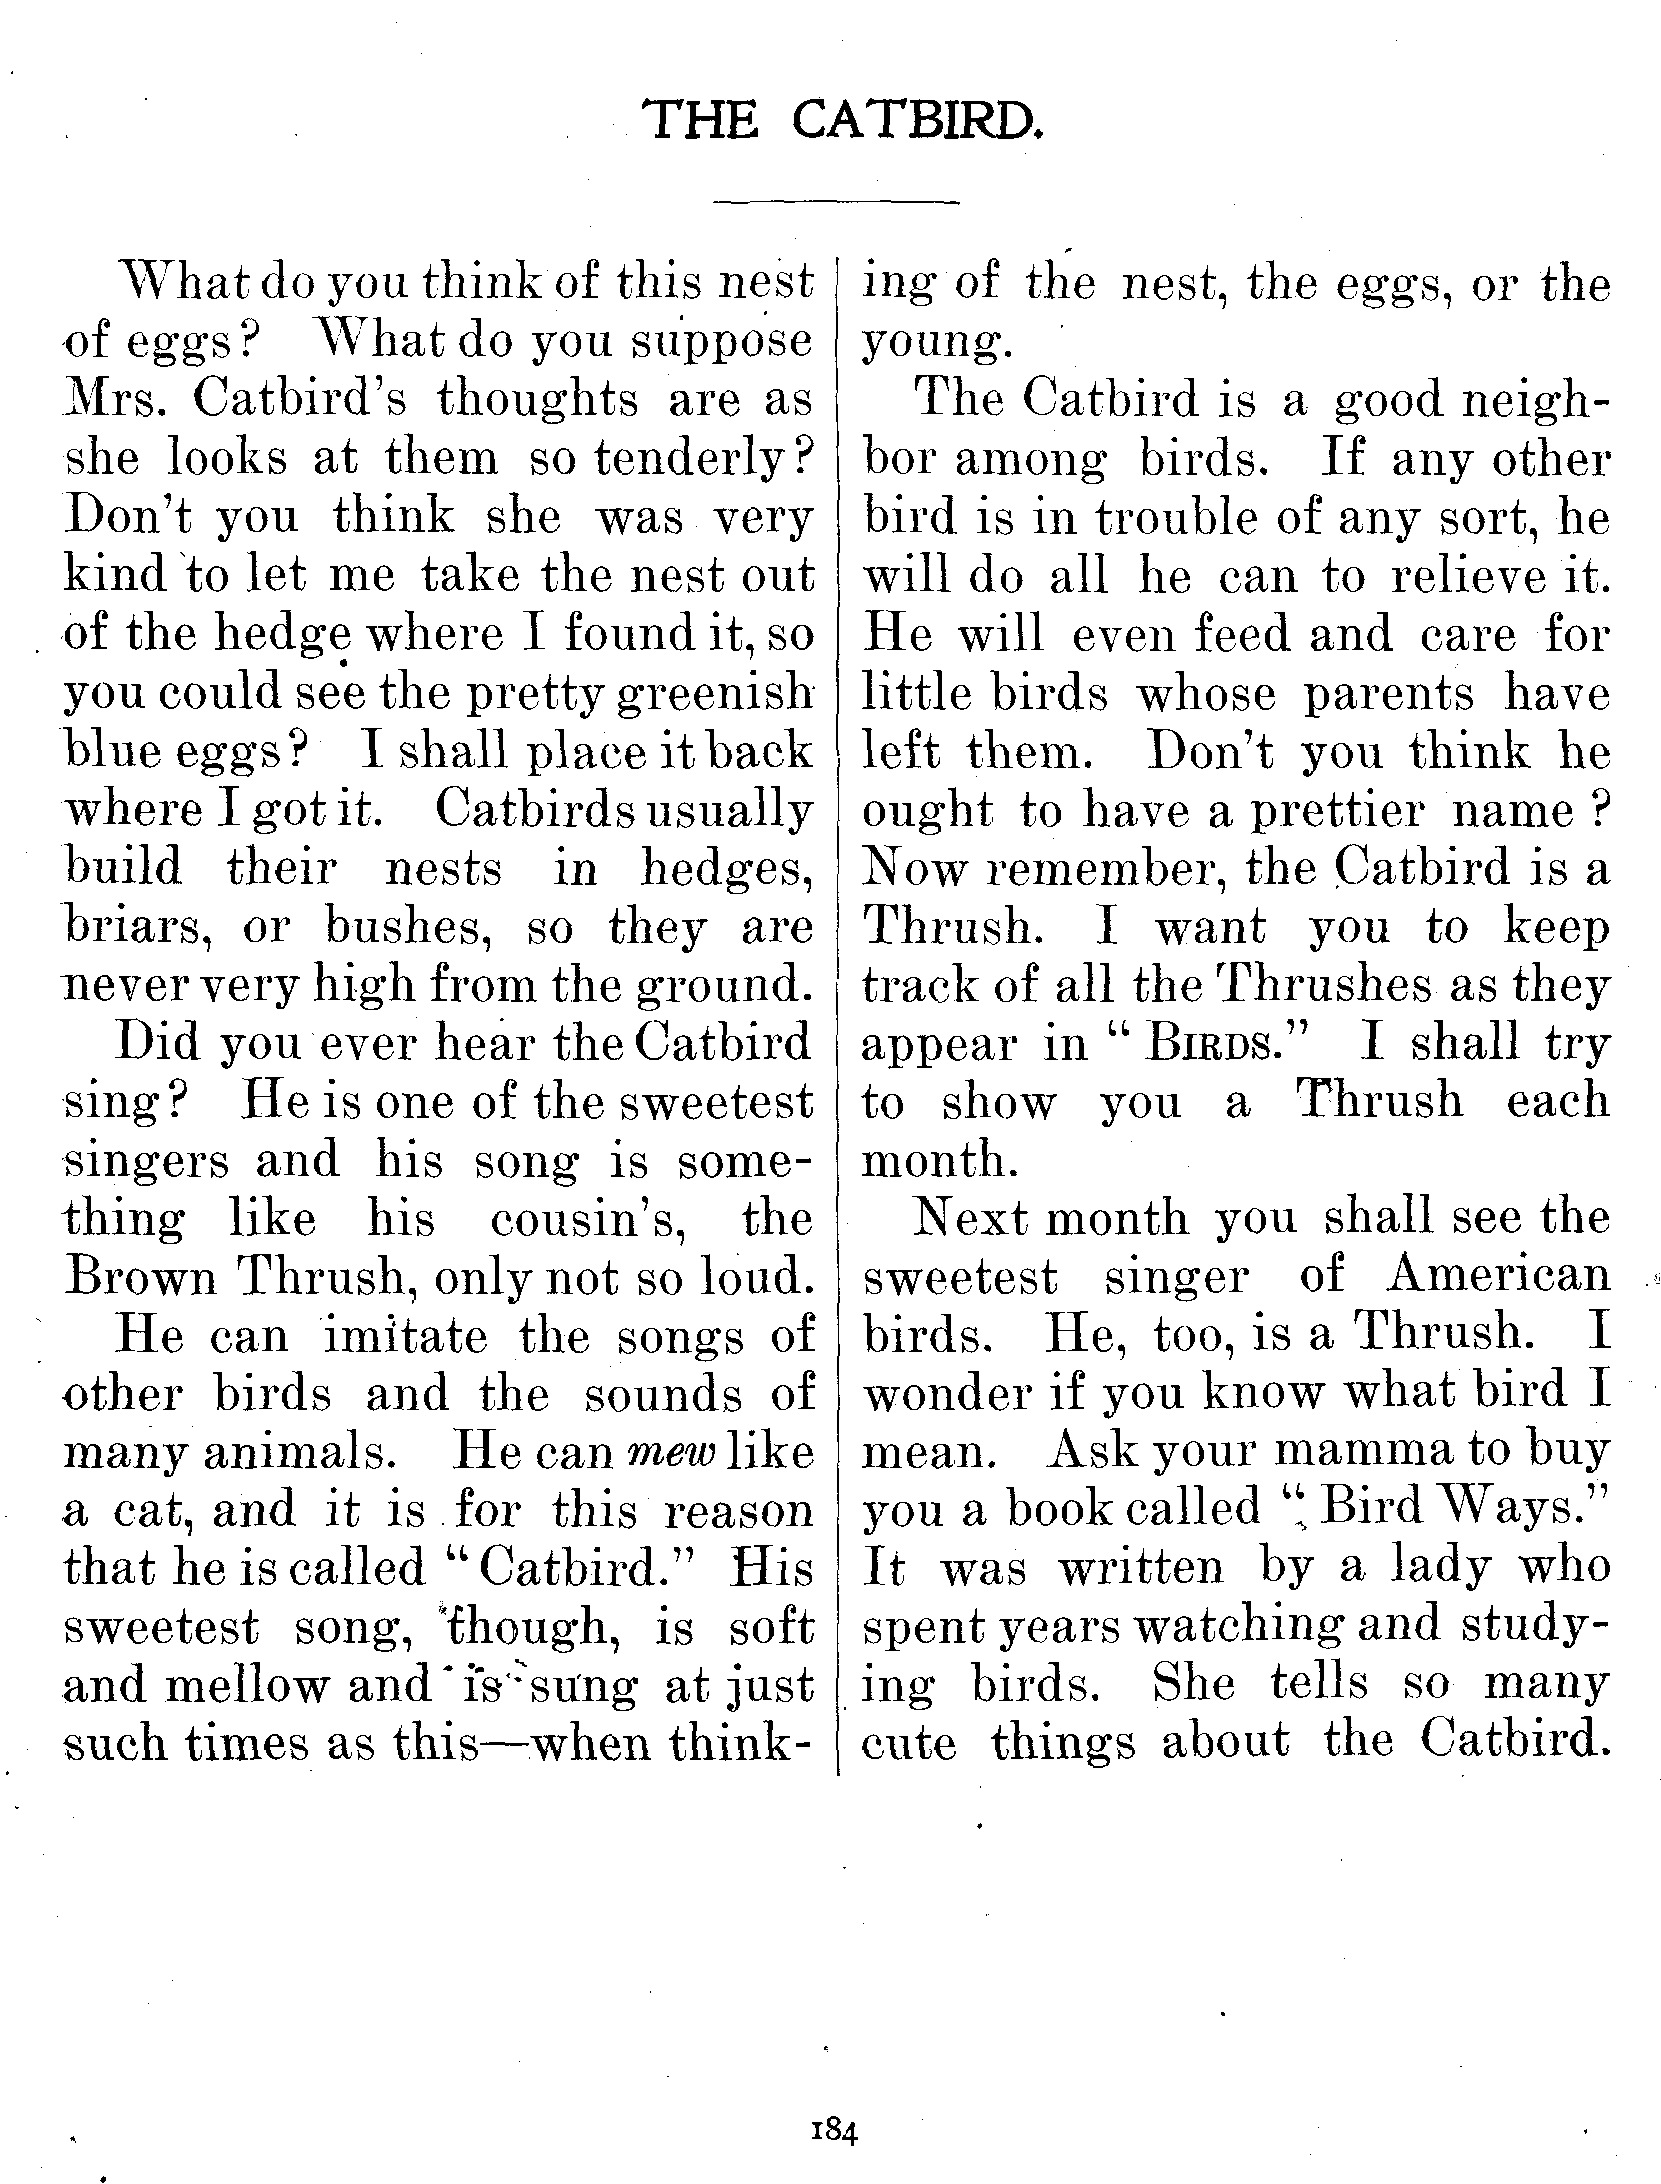 THE CATBIRD.
What do you think of this nest
of eggs? What do you suppose
Mrs. Catbird's thoughts are as
she looks at them so tenderly?
Don't you think she was very
kind to let me take the nest out
of the hedge where I found it, so
you could see the pretty greenish
blue eggs? I shall place it back
where I got it. Catbirds usually
build their nests in hedges,
briars, or bushes, so they are
never very high from the ground.
Did you ever hear the Catbird
sing? He is one of the sweetest
singers and his song is some-
thing like his cousin's, the
Brown Thrush, only not so loud.
He can imitate the songs of
other birds and the sounds of
many animals. He can mew like
a cat, and it is for this reason
that he is called "Catbird." His
sweetest song, though, is soft
and mellow and is sung at just
such times as this—when think-
ing of the nest, the eggs, or the
young.
The Catbird is a good neigh-
bor among birds. If any other
bird is in trouble of any sort, he
will do all he can to relieve it.
He will even feed and care for
little birds whose parents have
left them. Don't you think he
ought to have a prettier name?
Now remember, the Catbird is a
Thrush. I want you to keep
track of all the Thrushes as they
appear in "BIRDS." I shall try
to show you a Thrush each
month.
Next month you shall see the
sweetest singer of American
birds. He, too, is a Thrush. I
wonder if you know what bird I
mean. Ask your mamma to buy
you a book called "Bird Ways."
It was written by a lady who
spent years watching and study-
ing birds. She tells so many
cute things about the Catbird.
184